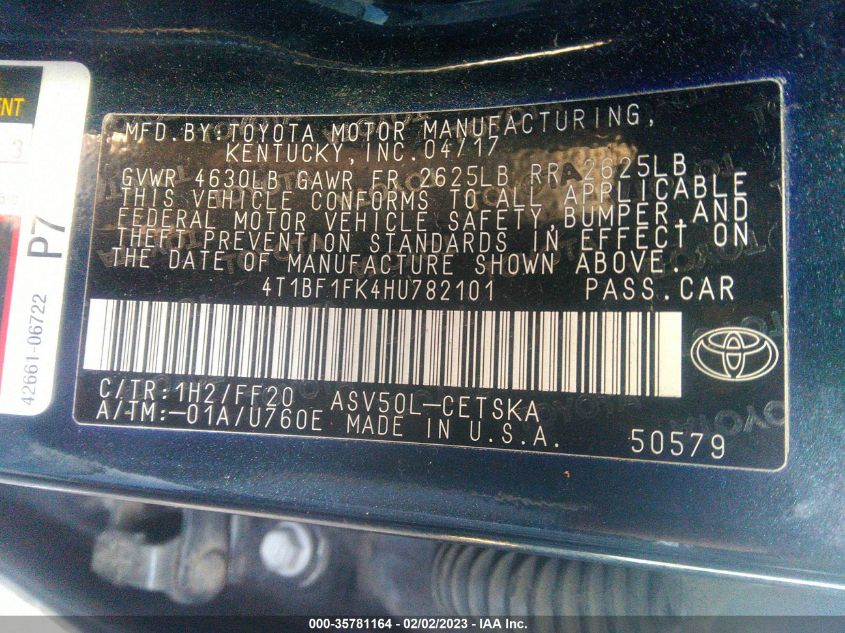 ENT
3
P7
42661-06722
MFD.BY:TOYOTA MOTOR MANUFACTURING,
KENTUCKY,INC.04/17
GVWR 4630LB GAWR FR 2625LB RR 2625LB
THIS VEHICLE CONFORMS TO ALL APPLICABLE
FEDERAL MOTOR VEHICLE SAFETY,BUMPER,AND
THEFT PREVENTION STANDARDS IN EFFECT ON
THE DATE OF MANUFACTURE SHOWN ABOVE.
4T1BF1FK4HU782101 PASS.CAR
C/TR:1H2/FF20 ASV50L-CETSKA
A/TM:-01A/U760E MADE IN U.S.A. 50579
000-35781164 - 02/02/2023 - IAA Inc.